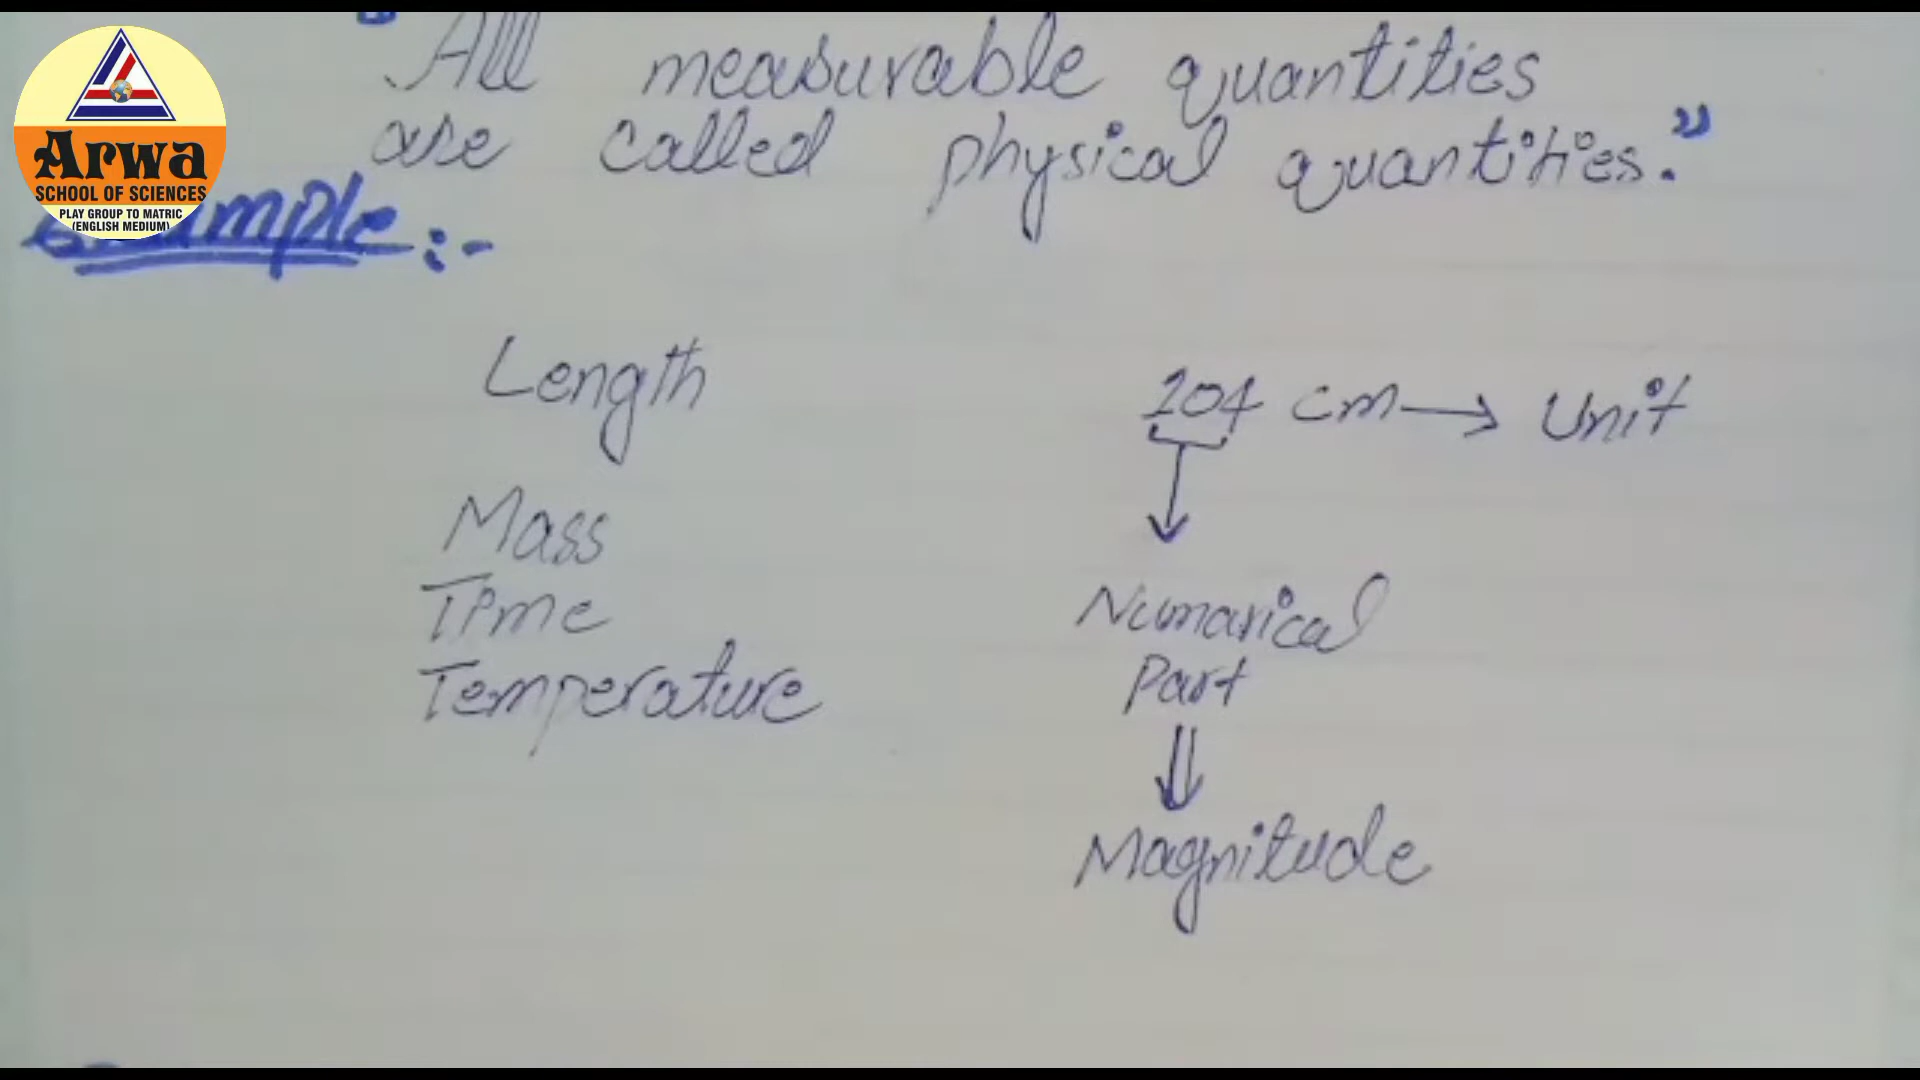 "All measurable quantities
are called physical quantities."
Arwa
SCHOOL OF SCIENCES
PLAY GROUP TO MATRIC
(ENGLISH MEDIUM)
Example:-
Length
204 cm → Unit
Mass
Time
Temperature
Numarical
Part
Magnitude